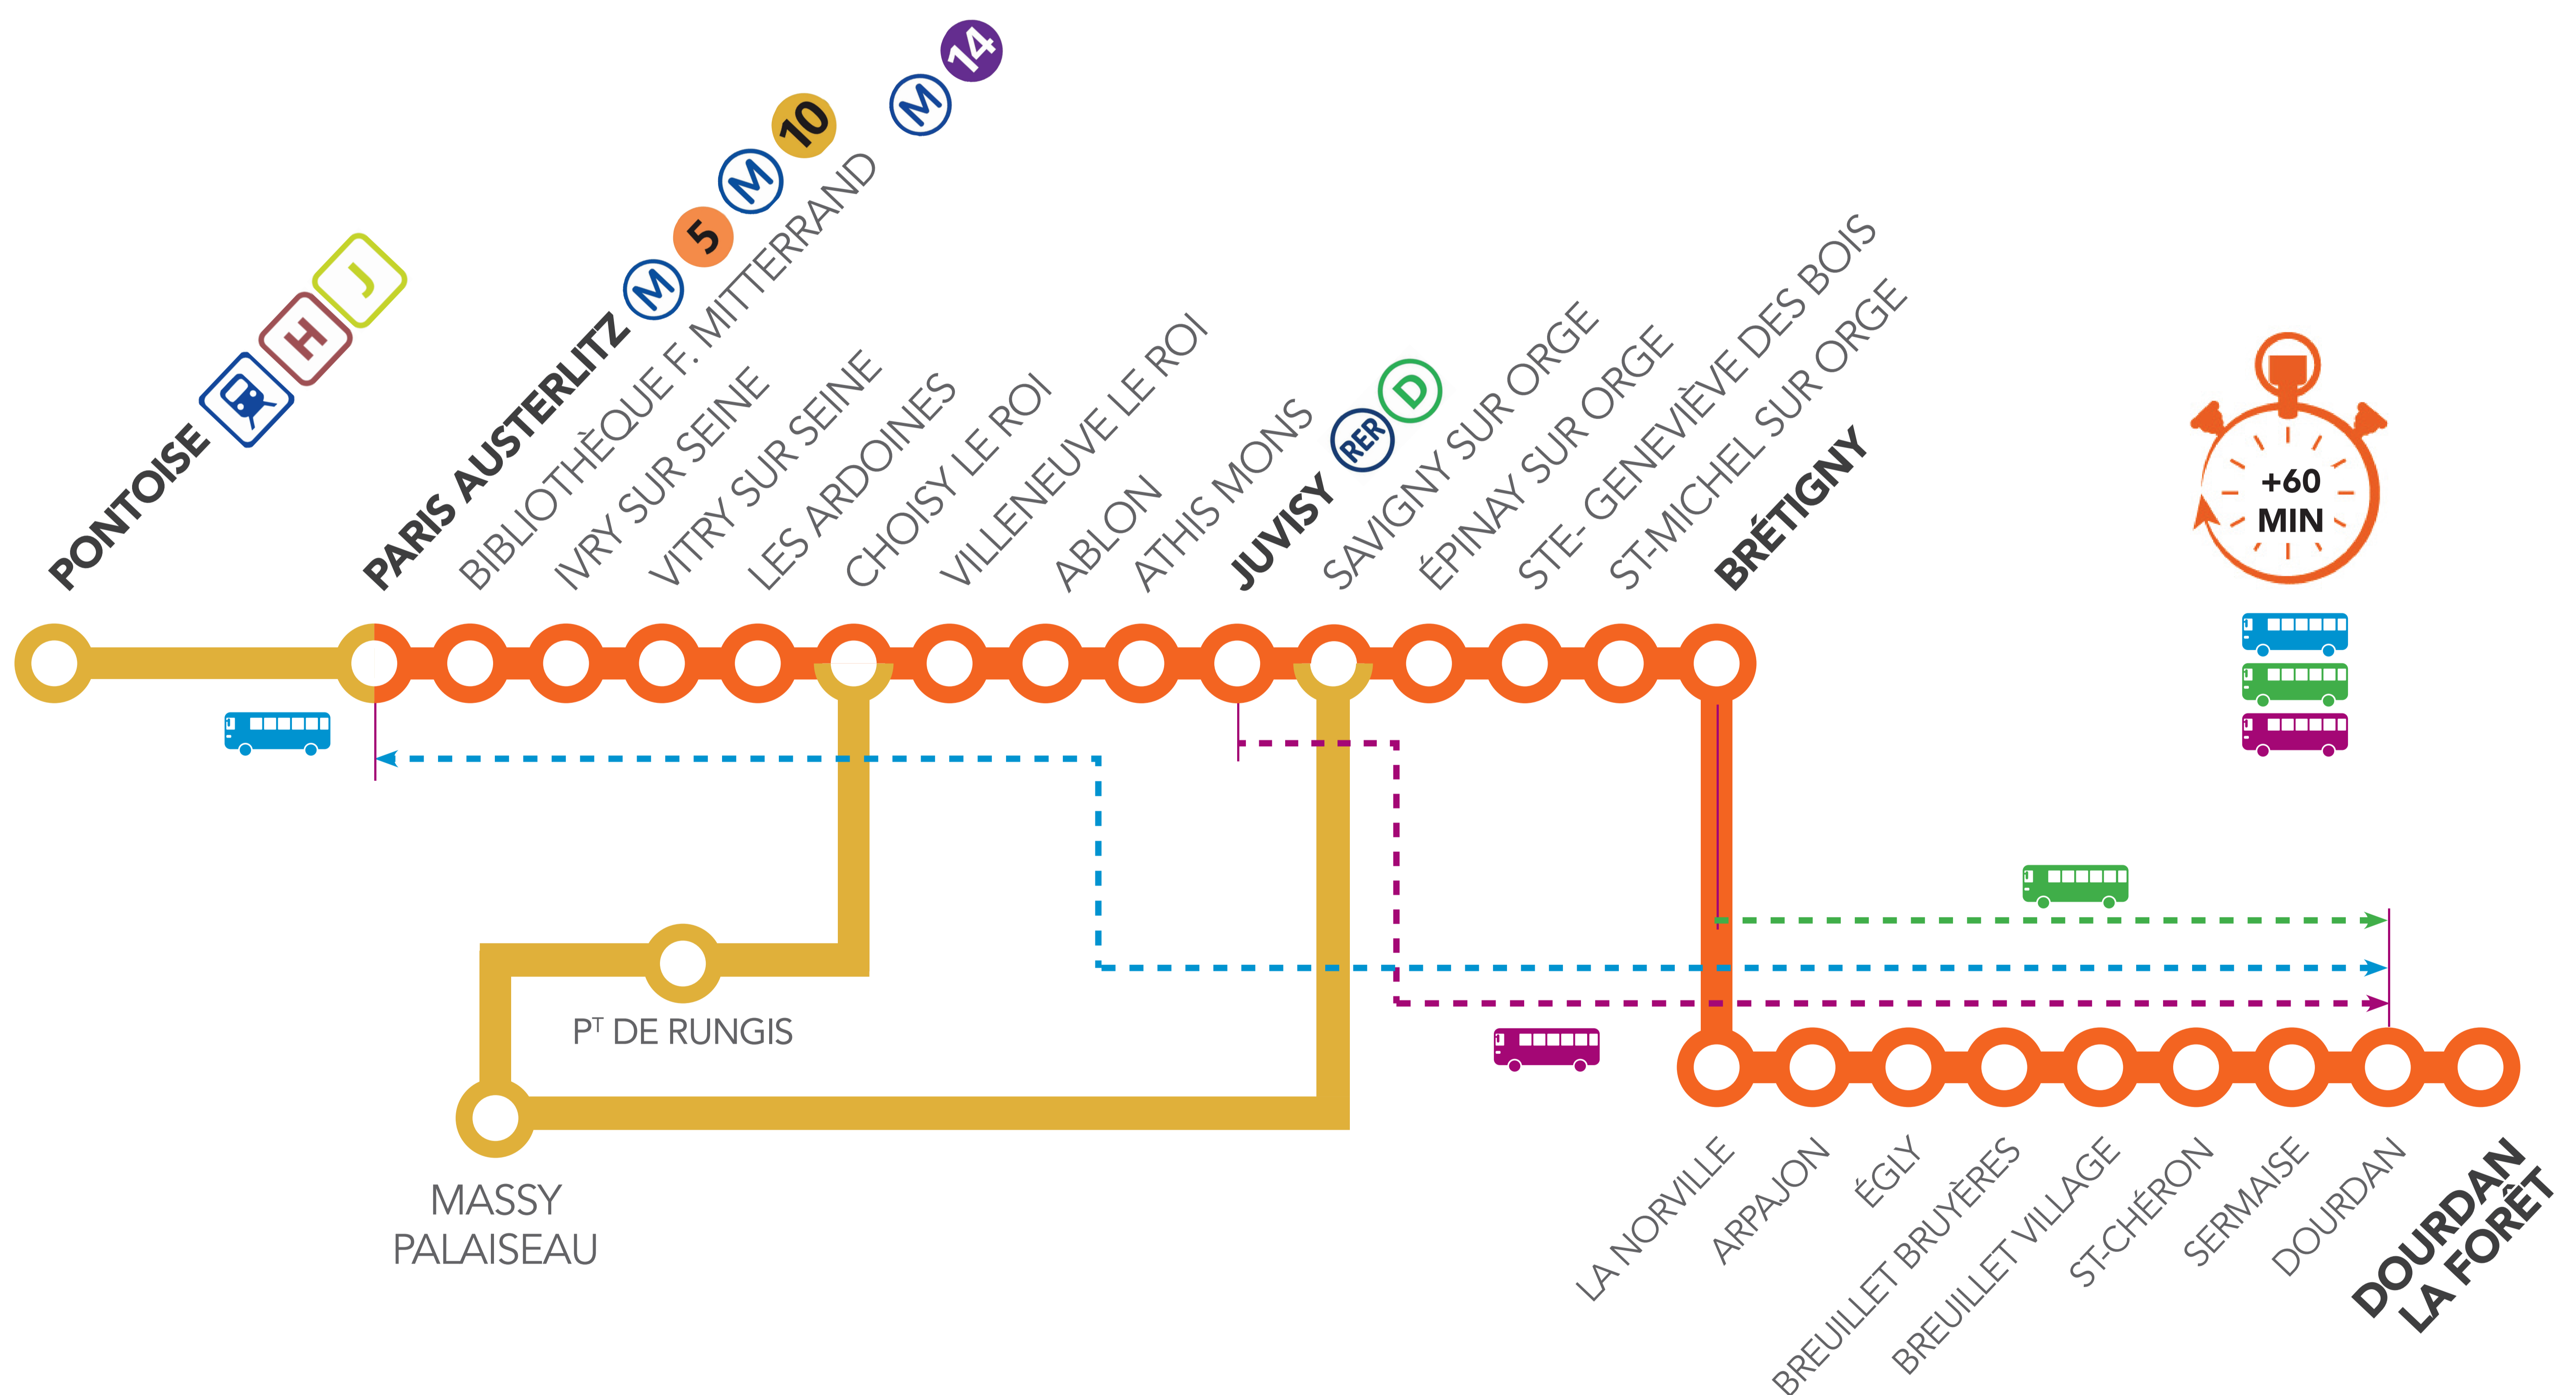 PONTOISE H J
PARIS AUSTERLITZ M 5 M 10
BIBLIOTHÈQUE F. MITTERRAND M 14
IVRY SUR SEINE
VITRY SUR SEINE
LES ARDOINES
CHOISY LE ROI
VILLENEUVE LE ROI
ABLON
ATHIS MONS
JUVISY RER D
SAVIGNY SUR ORGE
ÉPINAY SUR ORGE
STE- GENEVIÈVE DES BOIS
ST-MICHEL SUR ORGE
BRÉTIGNY
+60
MIN
PT DE RUNGIS
MASSY
PALAISEAU
LA NORVILLE
ARPAJON
ÉGLY
BREUILLET BRUYÈRES
BREUILLET VILLAGE
ST-CHÉRON
SERMAISE
DOURDAN
DOURDAN
LA FORÊT